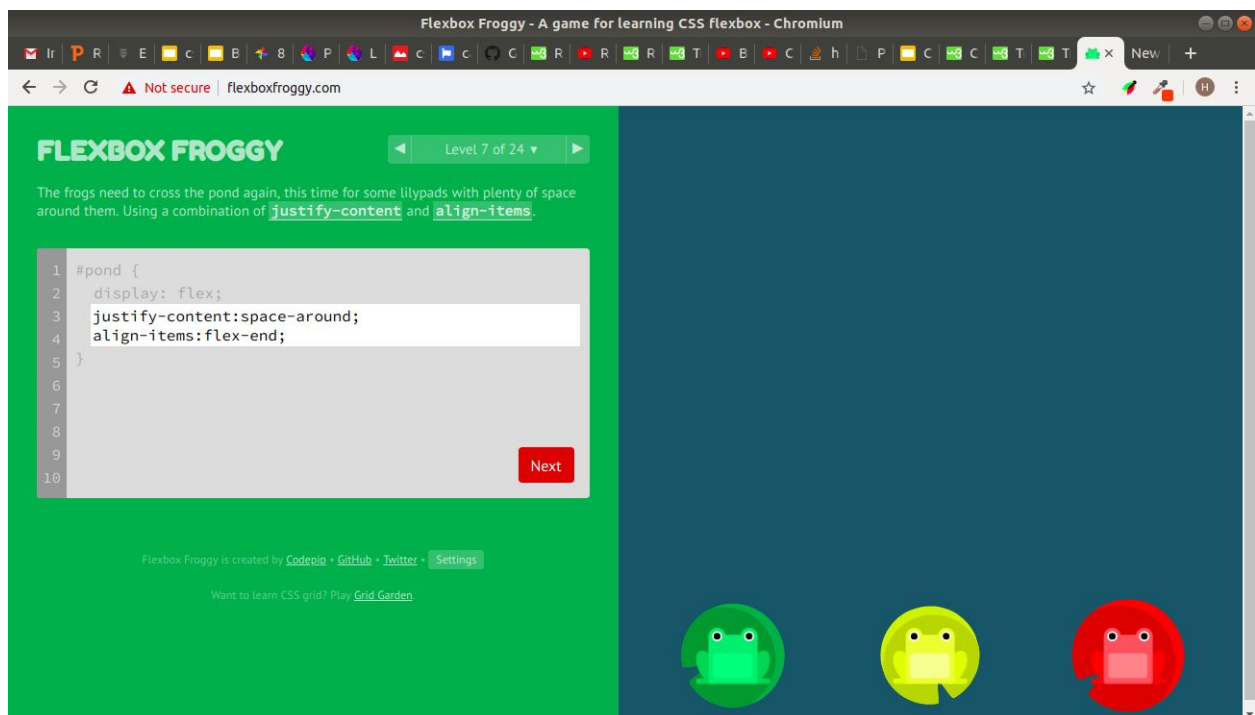 Flexbox Froggy - A game for learning CSS flexbox - Chromium
Ir R E c B 8 P L c c C R R R T B C h P C C T T × New +
Not secure | flexboxfroggy.com H
FLEXBOX FROGGY
◀ Level 7 of 24 ▼ ▶
The frogs need to cross the pond again, this time for some lilypads with plenty of space
around them. Using a combination of justify-content and align-items.
1 #pond {
2 display: flex;
3 justify-content:space-around;
4 align-items:flex-end;
5 }
6
7
8
9
10
Next
Flexbox Froggy is created by Codepip • GitHub • Twitter • Settings
Want to learn CSS grid? Play Grid Garden.